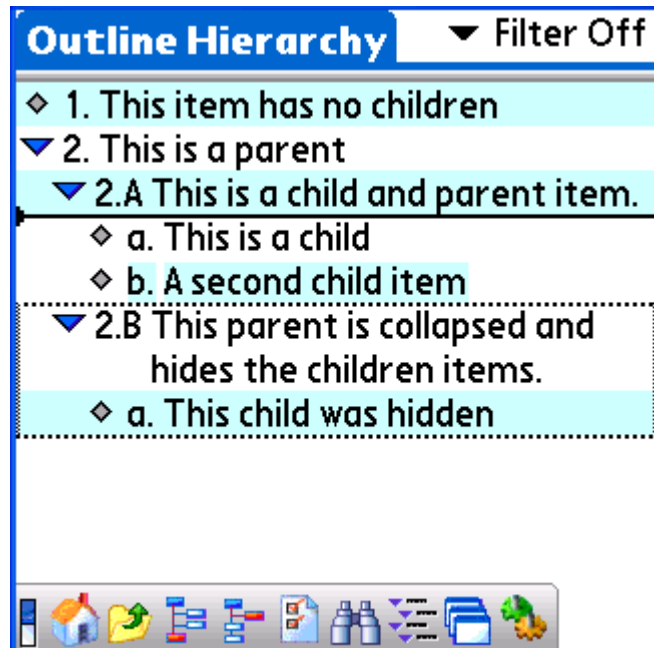 Outline Hierarchy
Filter Off
1. This item has no children
2. This is a parent
2.A This is a child and parent item.
a. This is a child
b. A second child item
2.B This parent is collapsed and
hides the children items.
a. This child was hidden